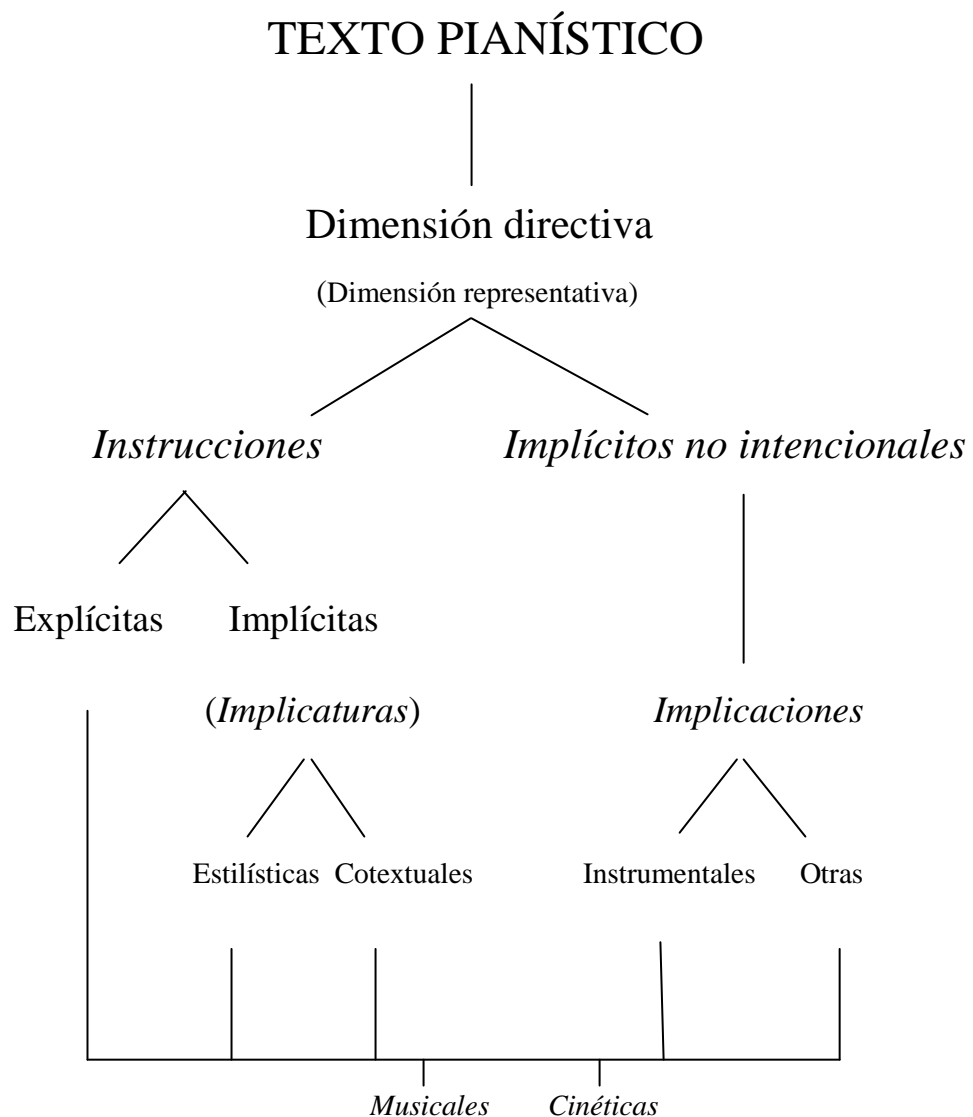 TEXTO PIANÍSTICO
Dimensión directiva
(Dimensión representativa)
Instrucciones Implícitos no intencionales
Explícitas Implícitas
(Implicaturas) Implicaciones
Estilísticas Cotextuales Instrumentales Otras
Musicales Cinéticas